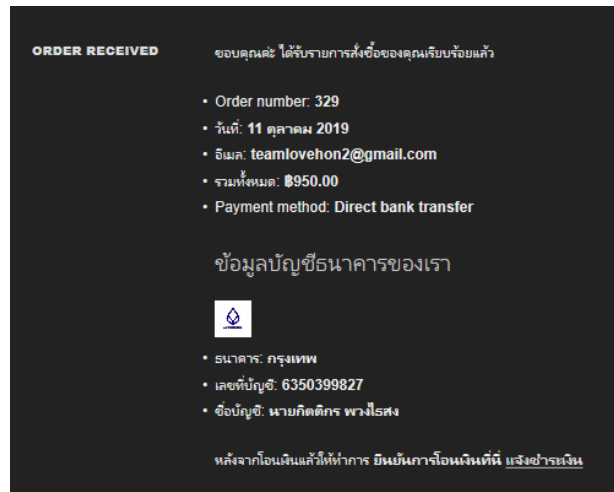 ORDER RECEIVED
ขอบคุณค่ะ ได้รับรายการสั่งซื้อของคุณเรียบร้อยแล้ว
• Order number: 329
• วันที่: 11 ตุลาคม 2019
• อีเมล: teamlovehon2@gmail.com
• รวมทั้งหมด: ฿950.00
• Payment method: Direct bank transfer
ข้อมูลบัญชีธนาคารของเรา
• ธนาคาร: กรุงเทพ
• เลขที่บัญชี: 6350399827
• ชื่อบัญชี: นายกิตติกร พวงไธสง
หลังจากโอนเงินแล้วให้ทำการ ยืนยันการโอนเงินที่นี่ แจ้งชำระเงิน